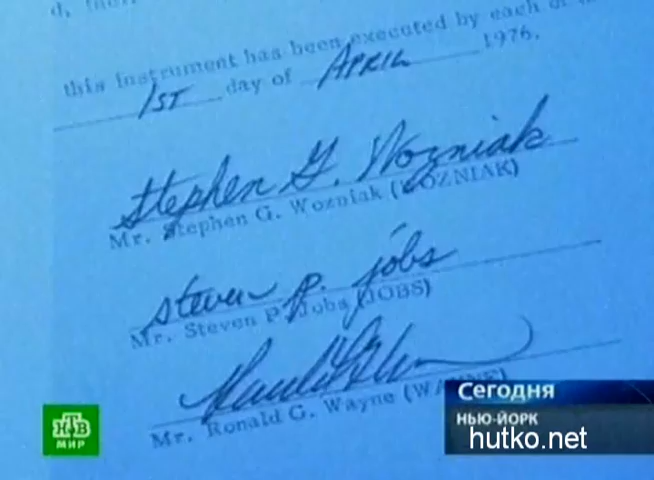 this instrument has been executed by each of
1ST day of APRIL 1976.
Stephen G. Wozniak
Mr. Stephen G. Wozniak (WOZNIAK)
steven p. jobs
Mr. Steven P. Jobs (JOBS)
Mr. Ronald G. Wayne (WAYNE)
Сегодня
НЬЮ-ЙОРК
hutko.net
НТВ
МИР